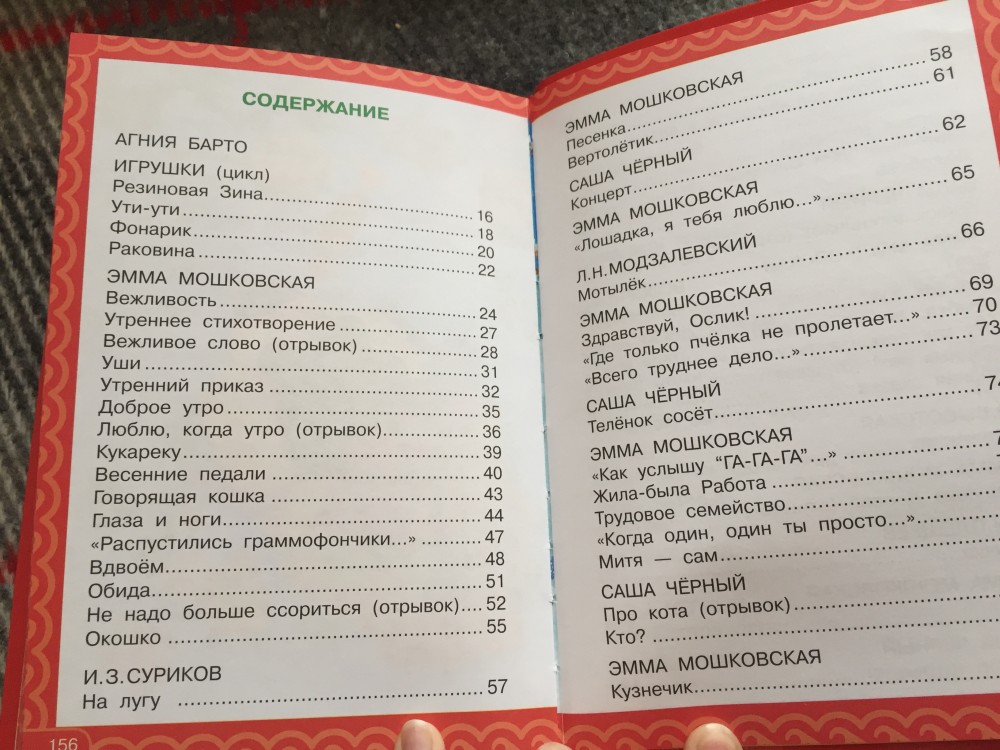 СОДЕРЖАНИЕ
АГНИЯ БАРТО
ИГРУШКИ (цикл)
Резиновая Зина.......... 16
Ути-ути.......... 18
Фонарик.......... 20
Раковина.......... 22
ЭММА МОШКОВСКАЯ
Вежливость.......... 24
Утреннее стихотворение.......... 27
Вежливое слово (отрывок).......... 28
Уши.......... 31
Утренний приказ.......... 32
Доброе утро.......... 35
Люблю, когда утро (отрывок).......... 36
Кукареку.......... 39
Весенние педали.......... 40
Говорящая кошка.......... 43
Глаза и ноги.......... 44
«Распустились граммофончики...».......... 47
Вдвоём.......... 48
Обида.......... 51
Не надо больше ссориться (отрывок).... 52
Окошко.......... 55
И.З.СУРИКОВ
На лугу.......... 57
156
ЭММА МОШКОВСКАЯ
Песенка.......... 58
Вертолётик.......... 61
САША ЧЁРНЫЙ
Концерт.......... 62
ЭММА МОШКОВСКАЯ
«Лошадка, я тебя люблю...».......... 65
Л.Н.МОДЗАЛЕВСКИЙ
Мотылёк.......... 66
ЭММА МОШКОВСКАЯ
Здравствуй, Ослик!.......... 69
«Где только пчёлка не пролетает...» ...... 70
«Всего труднее дело...».......... 73
САША ЧЁРНЫЙ
Телёнок сосёт.......... 74
ЭММА МОШКОВСКАЯ
«Как услышу “ГА-ГА-ГА”...»..........
Жила-была Работа..........
Трудовое семейство..........
«Когда один, один ты просто...»..........
Митя — сам..........
САША ЧЁРНЫЙ
Про кота (отрывок)..........
Кто?..........
ЭММА МОШКОВСКАЯ
Кузнечик..........